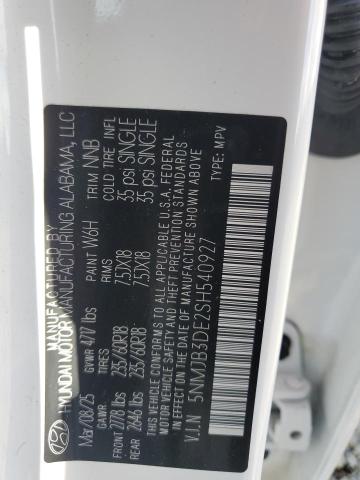 MANUFACTURED BY
HYUNDAI MOTOR MANUFACTURING ALABAMA, LLC
Mar/08/25 GVWR 4777 lbs PAINT W6H TRIM NNB
GAWR TIRES RIMS COLD TIRE INFL
FRONT 2778 lbs 235/60R18 7.5JX18 35 psi SINGLE
REAR 2646 lbs 235/60R18 7.5JX18 35 psi SINGLE
THIS VEHICLE CONFORMS TO ALL APPLICABLE U.S.A. FEDERAL
MOTOR VEHICLE SAFETY, BUMPER, AND THEFT PREVENTION
STANDARDS IN EFFECT ON THE DATE OF MANUFACTURE SHOWN ABOVE
V.I.N 5NMJB3DE2SH540927 TYPE: MPV